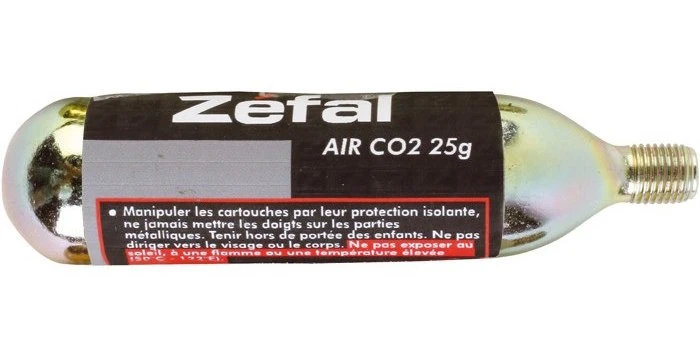 Zéfal
AIR CO2 25g
• Manipuler les cartouches par leur protection isolante,
ne jamais mettre les doigts sur les parties
métalliques. Tenir hors de portée des enfants. Ne pas
diriger vers le visage ou le corps. Ne pas exposer au
soleil, à une flamme ou une température élevée
(50°C - 122°F).